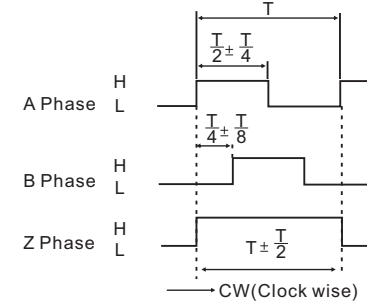 T
T/2 ± T/4
H
A Phase L
T/4 ± T/8
H
B Phase L
H
Z Phase L
T ± T/2
CW(Clock wise)